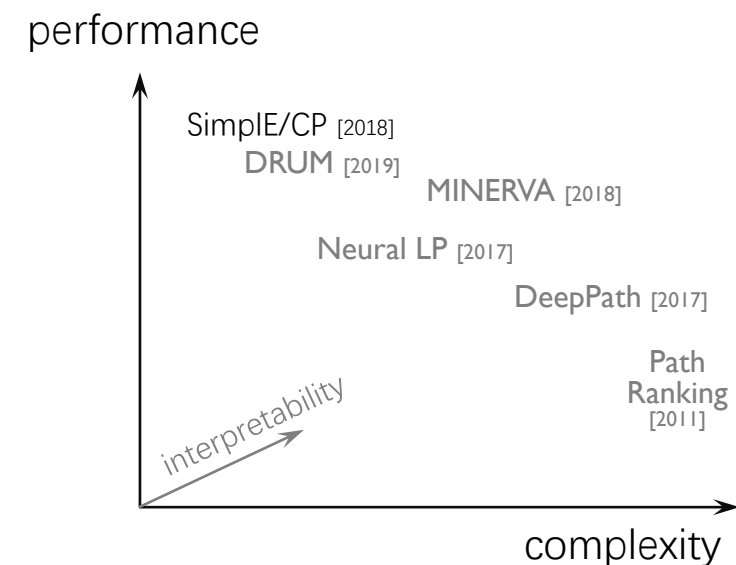 performance
SimplE/CP [2018]
DRUM [2019]
MINERVA [2018]
Neural LP [2017]
DeepPath [2017]
Path
Ranking
[2011]
interpretability
complexity